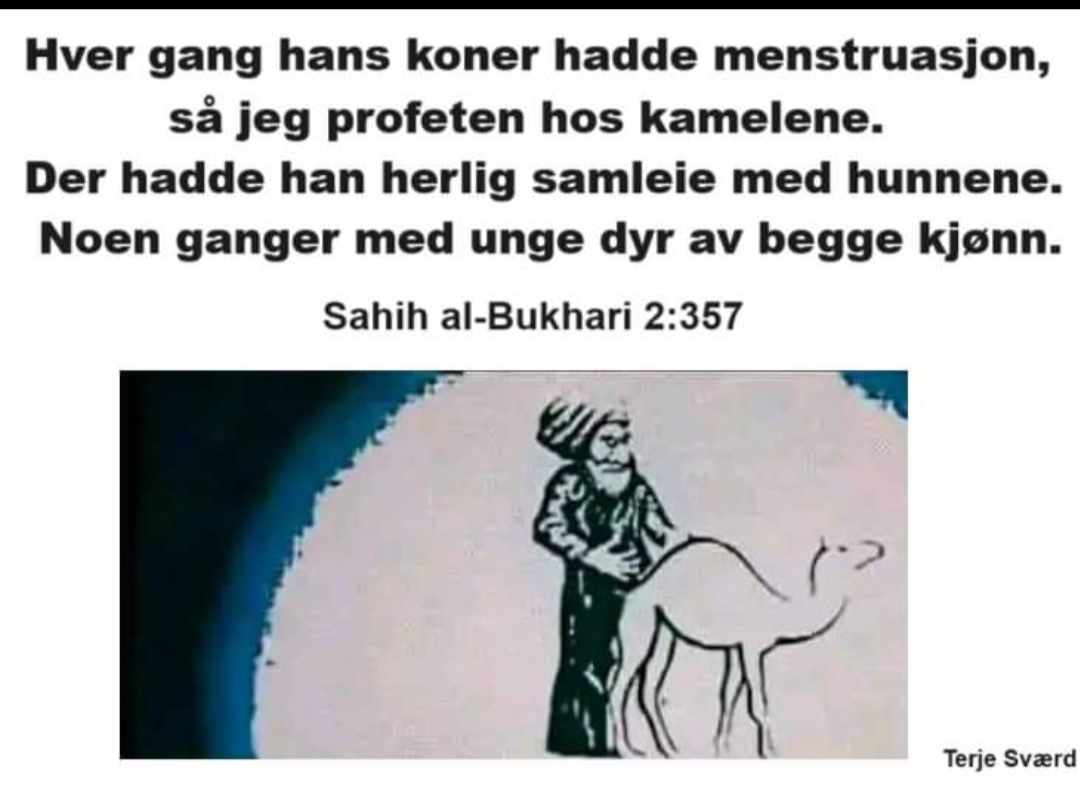 Hver gang hans koner hadde menstruasjon,
så jeg profeten hos kamelene.
Der hadde han herlig samleie med hunnene.
Noen ganger med unge dyr av begge kjønn.
Sahih al-Bukhari 2:357
Terje Sværd